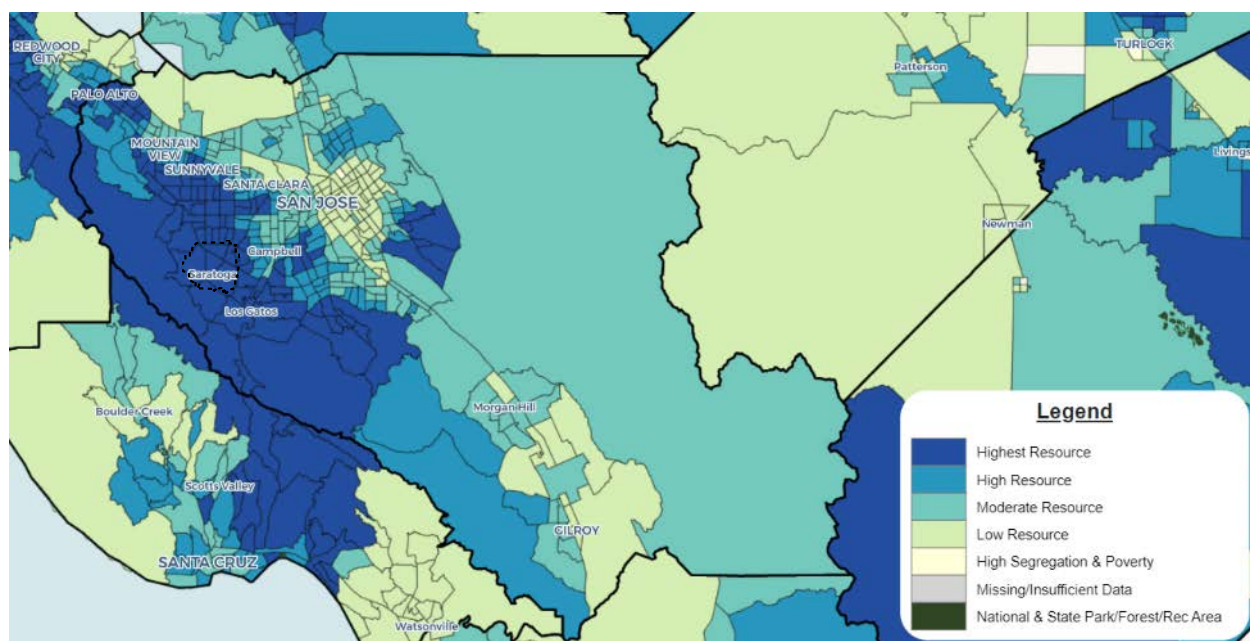 REDWOOD
CITY
PALO ALTO
MOUNTAIN
VIEW
SUNNYVALE
SANTA CLARA
SAN JOSE
Campbell
Saratoga
Los Gatos
Boulder Creek
Scotts Valley
SANTA CRUZ
Morgan Hill
GILROY
Watsonville
TURLOCK
Patterson
Livings
Newman
Legend
Highest Resource
High Resource
Moderate Resource
Low Resource
High Segregation & Poverty
Missing/Insufficient Data
National & State Park/Forest/Rec Area